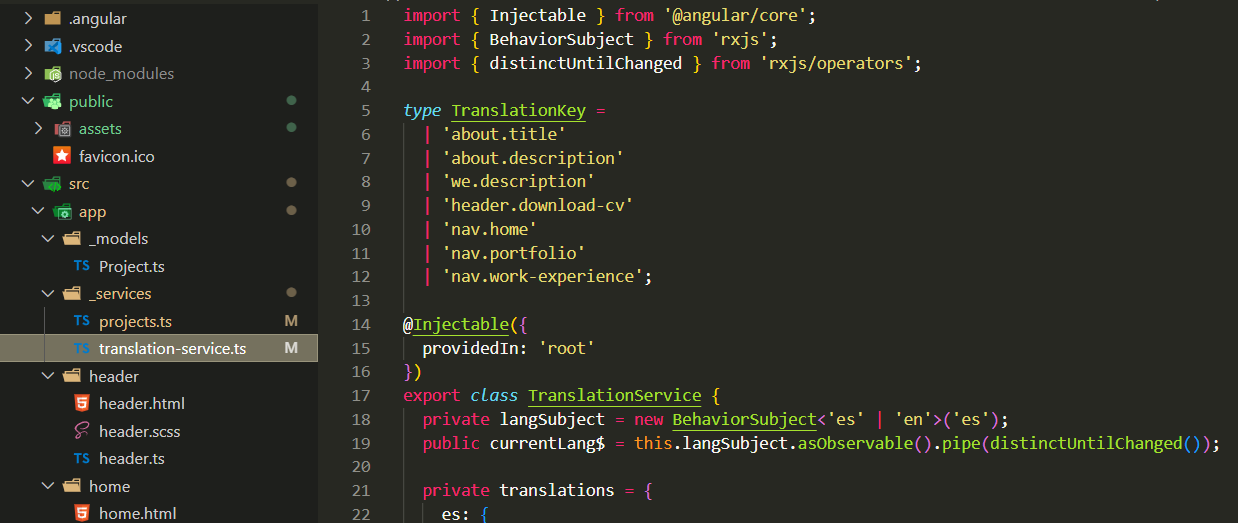 .angular
.vscode
node_modules
public
assets
favicon.ico
src
app
_models
TS Project.ts
_services
TS projects.ts M
TS translation-service.ts M
header
header.html
header.scss
TS header.ts
home
home.html
1 import { Injectable } from '@angular/core';
2 import { BehaviorSubject } from 'rxjs';
3 import { distinctUntilChanged } from 'rxjs/operators';
4
5 type TranslationKey =
6 | 'about.title'
7 | 'about.description'
8 | 'we.description'
9 | 'header.download-cv'
10 | 'nav.home'
11 | 'nav.portfolio'
12 | 'nav.work-experience';
13
14 @Injectable({
15 providedIn: 'root'
16 })
17 export class TranslationService {
18 private langSubject = new BehaviorSubject<'es' | 'en'>('es');
19 public currentLang$ = this.langSubject.asObservable().pipe(distinctUntilChanged());
20
21 private translations = {
22 es: {